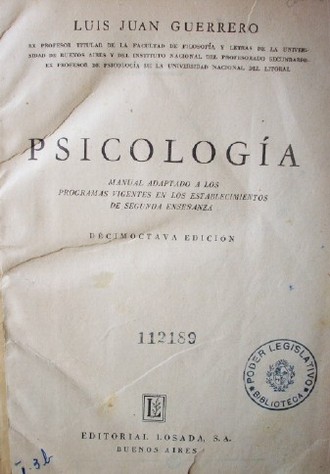 LUIS JUAN GUERRERO
EX PROFESOR TITULAR DE LA FACULTAD DE FILOSOFÍA Y LETRAS DE LA UNIVER-
SIDAD DE BUENOS AIRES Y DEL INSTITUTO NACIONAL DEL PROFESORADO SECUNDARIO.
EX PROFESOR DE PSICOLOGÍA DE LA UNIVERSIDAD NACIONAL DEL LITORAL
PSICOLOGÍA
MANUAL ADAPTADO A LOS
PROGRAMAS VIGENTES EN LOS ESTABLECIMIENTOS
DE SEGUNDA ENSEÑANZA
DECIMOCTAVA EDICION
112189
PODER LEGISLATIVO
BIBLIOTECA
L
EDITORIAL LOSADA, S.A.
BUENOS AIRES